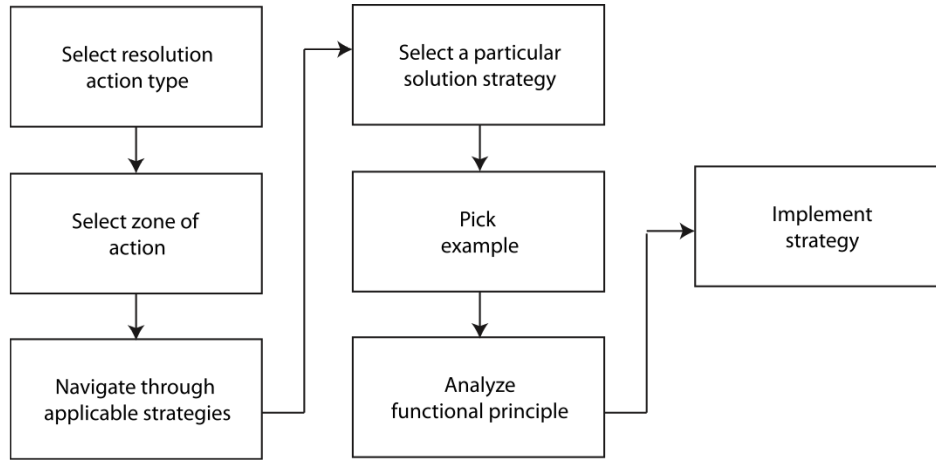 Select resolution
action type
Select zone of
action
Navigate through
applicable strategies
Select a particular
solution strategy
Pick
example
Analyze
functional principle
Implement
strategy